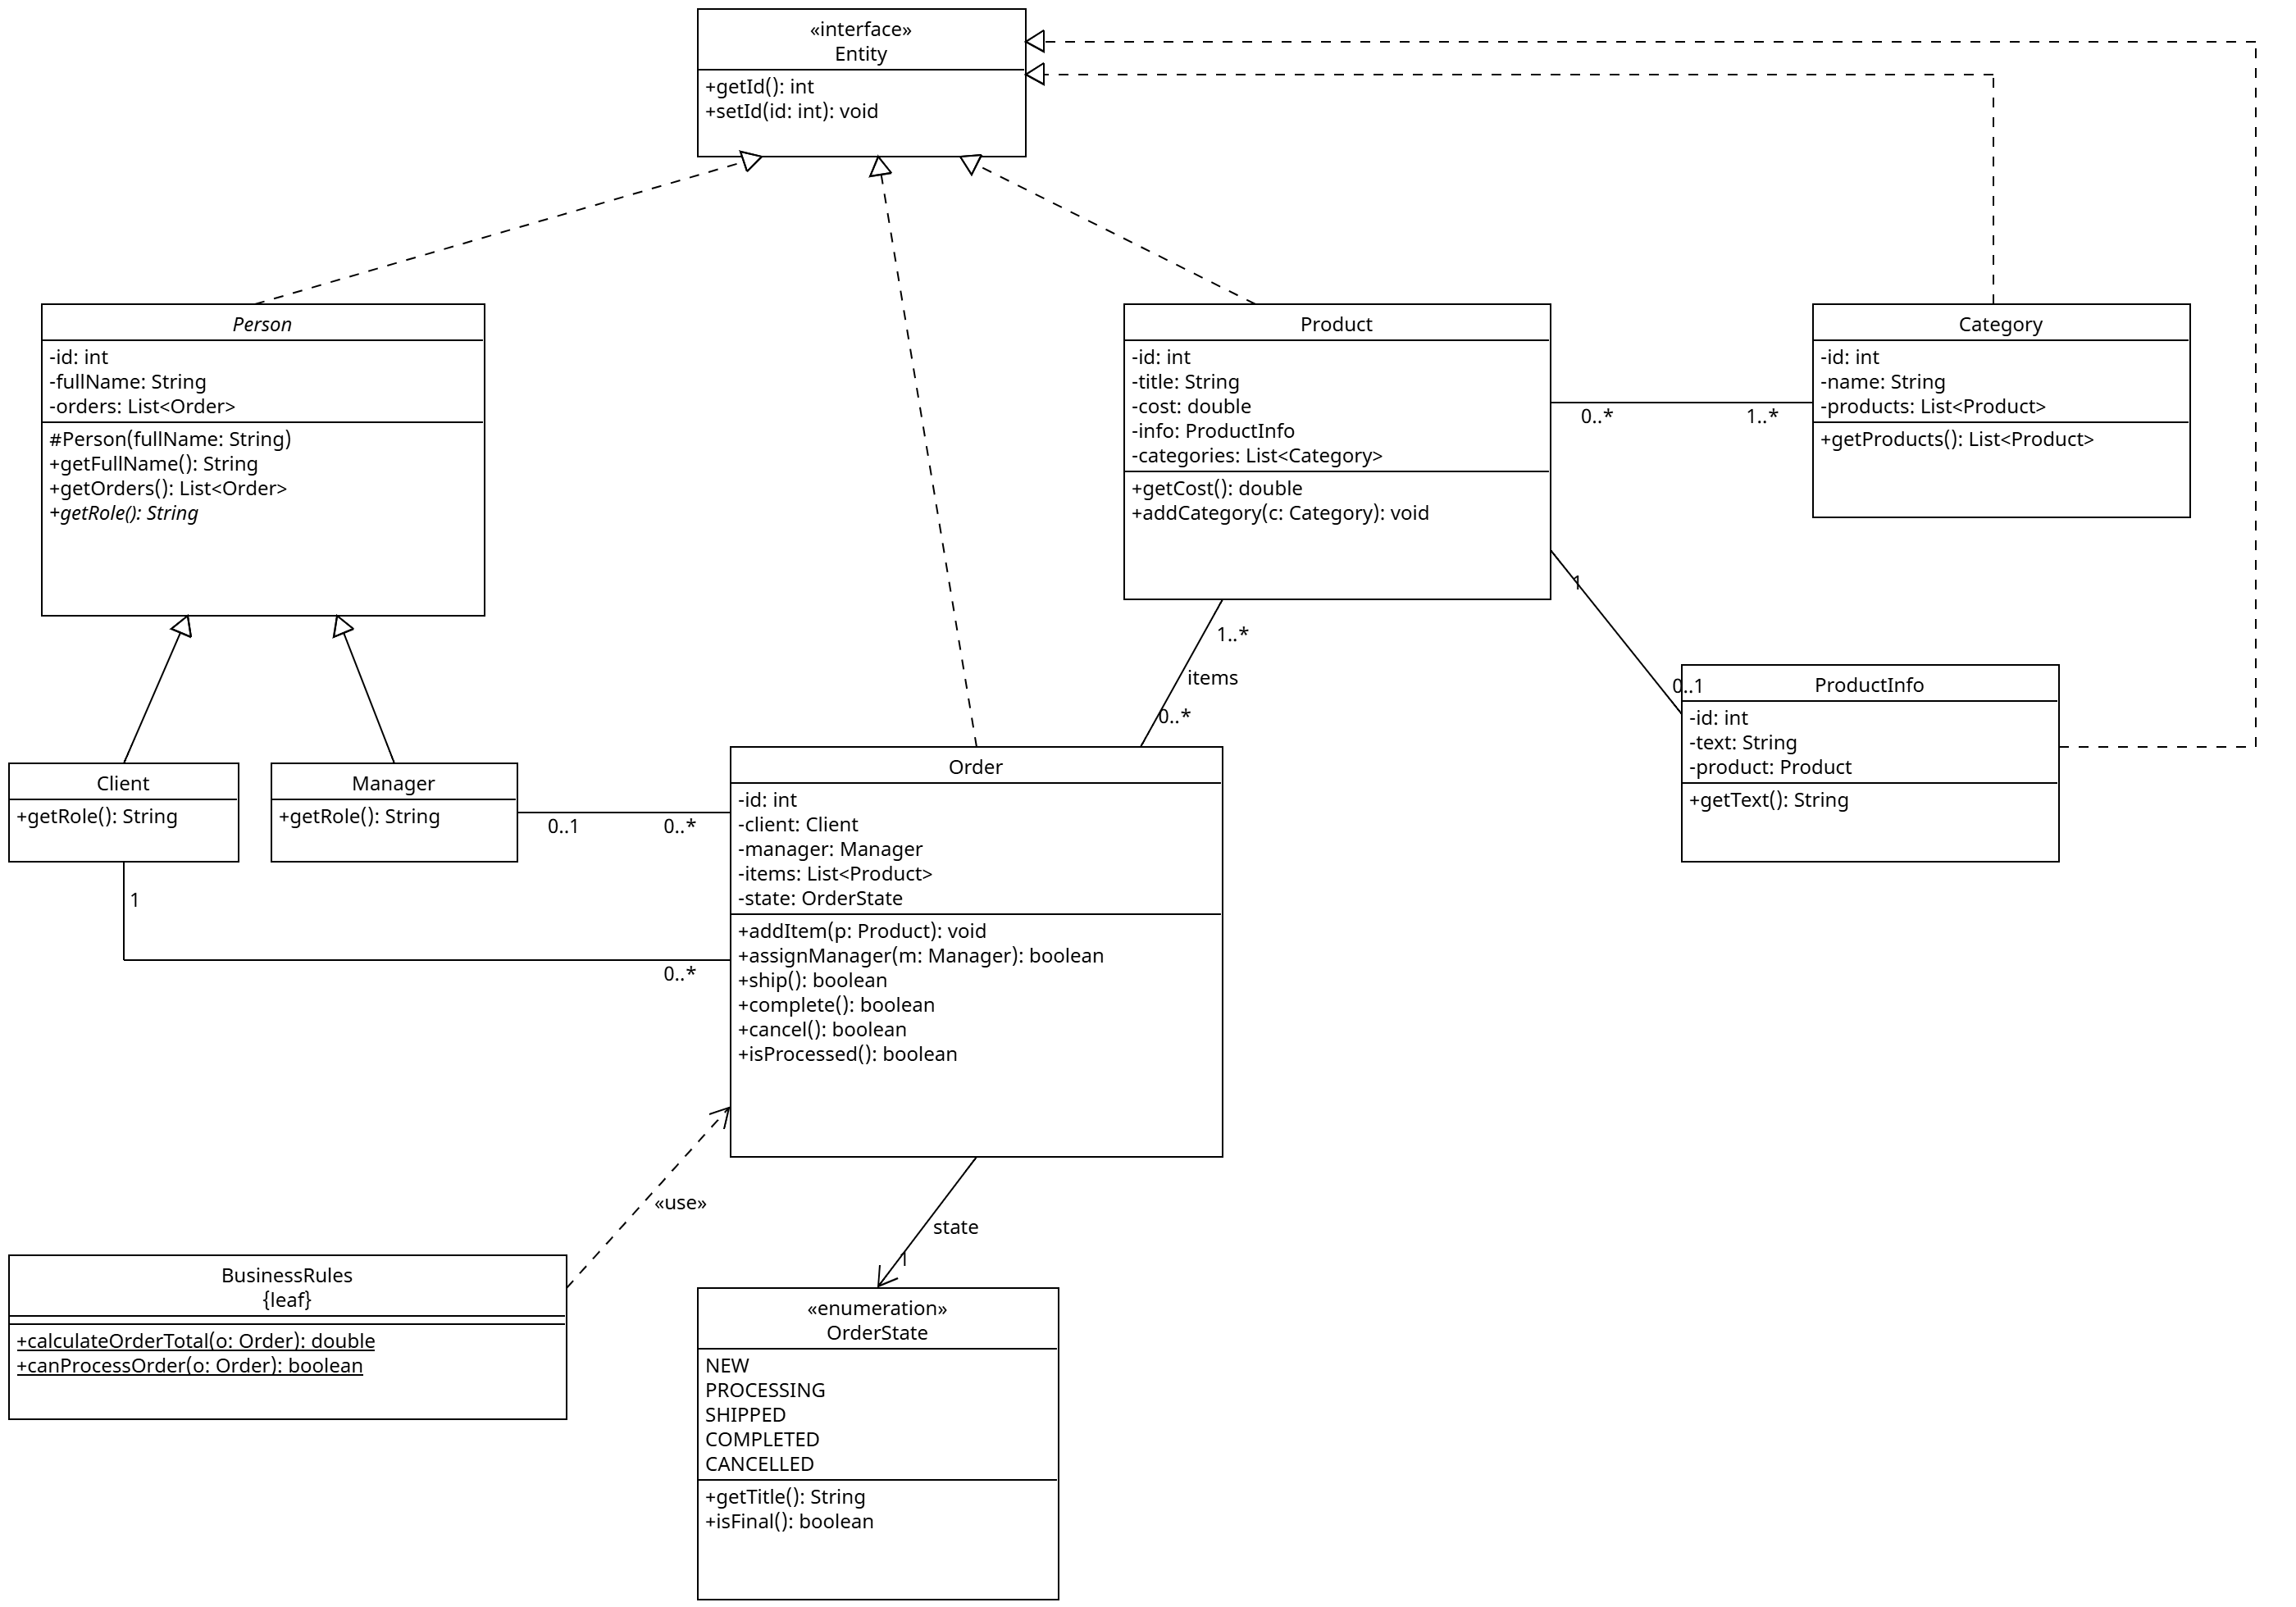 «interface»
Entity
+getId(): int
+setId(id: int): void
Person
-id: int
-fullName: String
-orders: List<Order>
#Person(fullName: String)
+getFullName(): String
+getOrders(): List<Order>
+getRole(): String
Product
-id: int
-title: String
-cost: double
-info: ProductInfo
-categories: List<Category>
+getCost(): double
+addCategory(c: Category): void
0..*
1..*
Category
-id: int
-name: String
-products: List<Product>
+getProducts(): List<Product>
1
0..1
1..*
items
0..*
ProductInfo
-id: int
-text: String
-product: Product
+getText(): String
Client
+getRole(): String
Manager
+getRole(): String
0..1
0..*
1
0..*
Order
-id: int
-client: Client
-manager: Manager
-items: List<Product>
-state: OrderState
+addItem(p: Product): void
+assignManager(m: Manager): boolean
+ship(): boolean
+complete(): boolean
+cancel(): boolean
+isProcessed(): boolean
«use»
state
1
BusinessRules
{leaf}
+calculateOrderTotal(o: Order): double
+canProcessOrder(o: Order): boolean
«enumeration»
OrderState
NEW
PROCESSING
SHIPPED
COMPLETED
CANCELLED
+getTitle(): String
+isFinal(): boolean